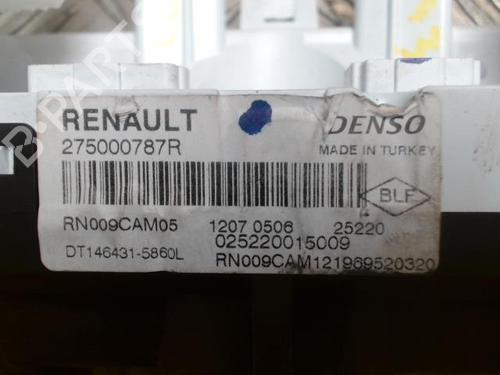 RENAULT DENSO
275000787R MADE IN TURKEY
BLF
RN009CAM05 1207 0506 25220
025220015009
DT146431-5860L RN009CAM121969520320
B-PARTS